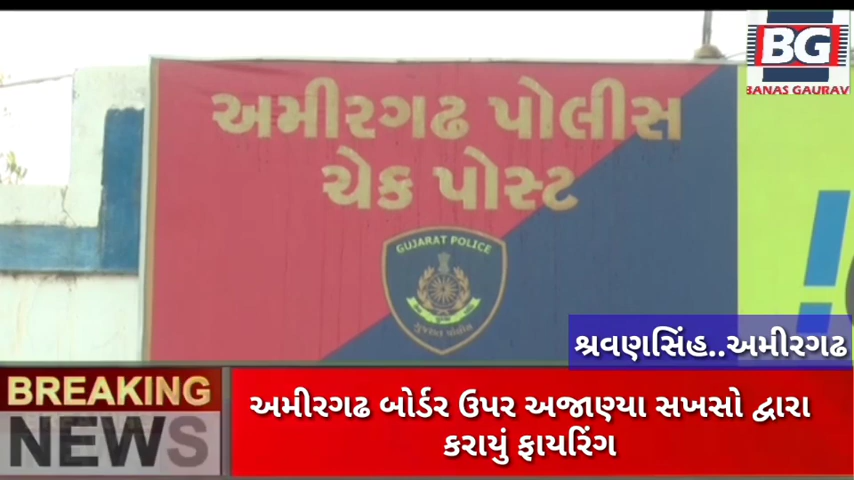 BG
BANAS GAURAV
અમીરગઢ પોલીસ
ચેક પોસ્ટ
GUJARAT POLICE
ગુજરાત પોલીસ
શ્રવણસિંહ..અમીરગઢ
BREAKING
NEWS
અમીરગઢ બોર્ડર ઉપર અજાણ્યા સખસો દ્વારા
કરાયું ફાયરિંગ